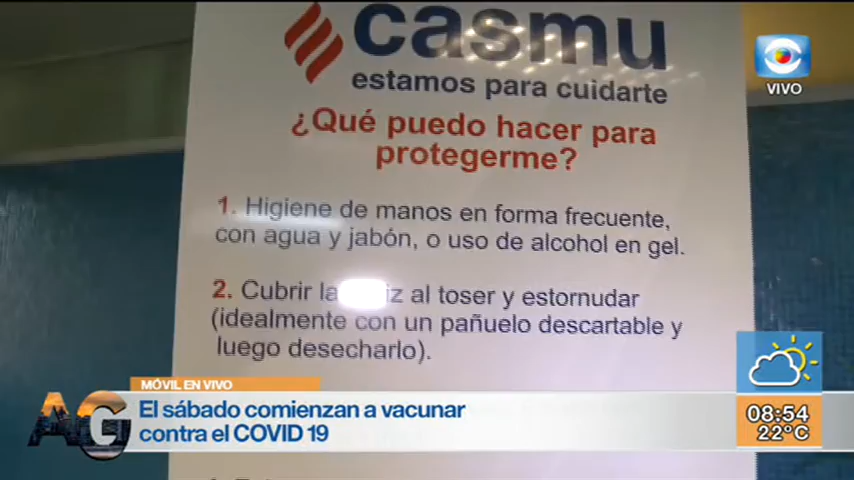 casmu
estamos para cuidarte
¿Qué puedo hacer para
protegerme?
1. Higiene de manos en forma frecuente,
con agua y jabón, o uso de alcohol en gel.
2. Cubrir la al toser y estornudar
(idealmente con un pañuelo descartable y
luego desecharlo).
VIVO
MÓVIL EN VIVO
AG
El sábado comienzan a vacunar
contra el COVID 19
08:54
22°C